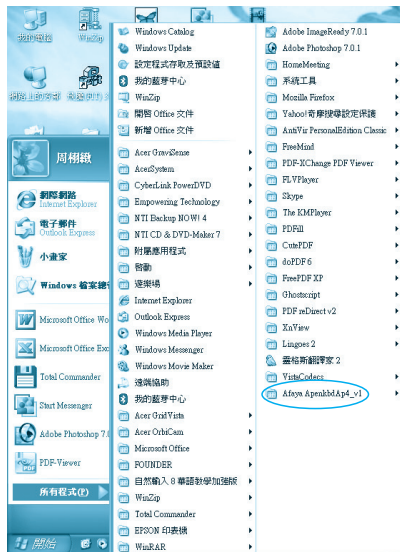 我的電腦
WinZip
網路上的芳鄰
周栩緻
網際網路
Internet Explorer
電子郵件
Outlook Express
小畫家
Windows 檔案總
Microsoft Office Wo
Microsoft Office Exc
Total Commander
Start Messenger
Adobe Photoshop 7.
PDF-Viewer
所有程式(P)
開始
Windows Catalog
Windows Update
設定程式存取及預設值
我的藍芽中心
WinZip
開啓 Office 文件
新增 Office 文件
Acer GraviSense
AcerSystem
CyberLink PowerDVD
Empowering Technology
NTI Backup NOW! 4
NTI CD & DVD-Maker 7
附屬應用程式
啓動
遊樂場
Internet Explorer
Outlook Express
Windows Media Player
Windows Messenger
Windows Movie Maker
遠端協助
我的藍芽中心
Acer GridVista
Acer OrbiCam
Microsoft Office
FOUNDER
自然輸入 8 華語教學加強版
WinZip
Total Commander
EPSON 印表機
WinRAR
Adobe ImageReady 7.0.1
Adobe Photoshop 7.0.1
HomeMeeting
系統工具
Mozilla Firefox
Yahoo!奇摩搜尋設定保護
AntiVir PersonalEdition Classic
FreeMind
PDF-XChange PDF Viewer
FLVPlayer
Skype
The KMPlayer
PDFill
CutePDF
doPDF 6
FreePDF XP
Ghostscript
PDF reDirect v2
XnView
Lingoes 2
靈格斯翻譯家 2
VistaCodecs
Afaya ApenkbdAp4_v1